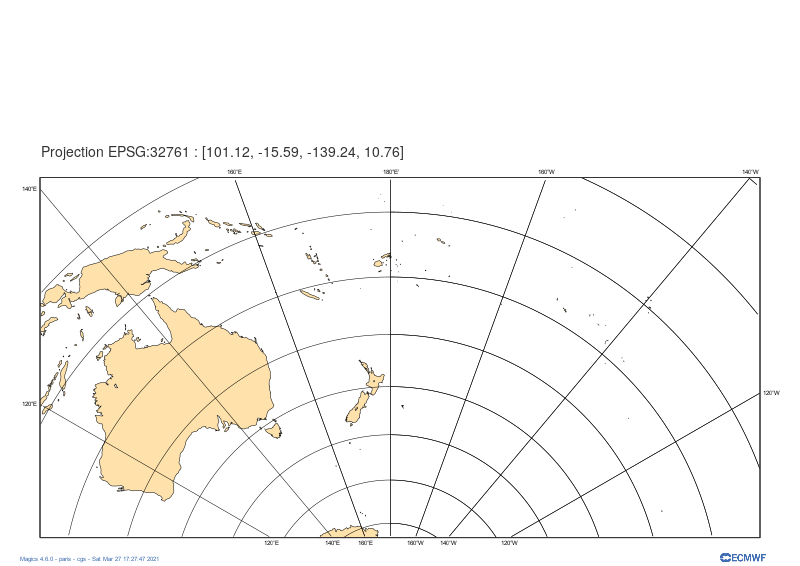 Projection EPSG:32761 : [101.12, -15.59, -139.24, 10.76]
160°E 180°E 160°W 140°W
140°E
120°E 120°W
120°E 140°E 160°E 160°W 140°W 120°W
Magics 4.6.0 - paris - cgs - Sat Mar 27 17:27:47 2021
ECMWF